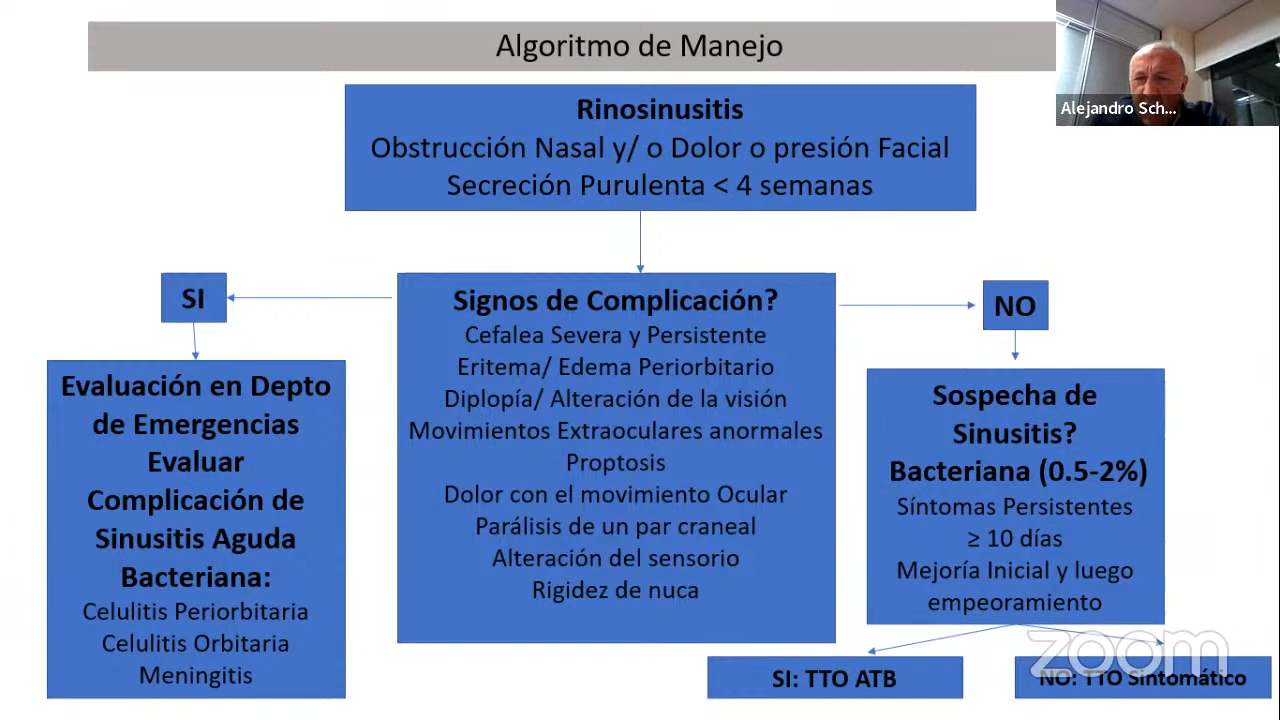 Algoritmo de Manejo
Alejandro Sch...
Rinosinusitis
Obstrucción Nasal y/ o Dolor o presión Facial
Secreción Purulenta < 4 semanas
SI
Signos de Complicación?
Cefalea Severa y Persistente
Eritema/ Edema Periorbitario
Diplopía/ Alteración de la visión
Movimientos Extraoculares anormales
Proptosis
Dolor con el movimiento Ocular
Parálisis de un par craneal
Alteración del sensorio
Rigidez de nuca
NO
Evaluación en Depto
de Emergencias
Evaluar
Complicación de
Sinusitis Aguda
Bacteriana:
Celulitis Periorbitaria
Celulitis Orbitaria
Meningitis
Sospecha de
Sinusitis?
Bacteriana (0.5-2%)
Síntomas Persistentes
≥ 10 días
Mejoría Inicial y luego
empeoramiento
SI: TTO ATB
NO: TTO Sintomático
zoom